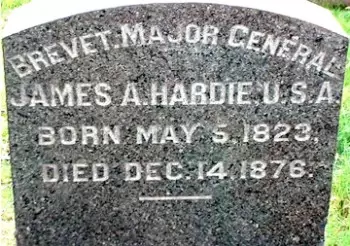 BREVET. MAJOR GENERAL
JAMES A. HARDIE U.S.A.
BORN MAY 5, 1823.
DIED DEC. 14. 1876.